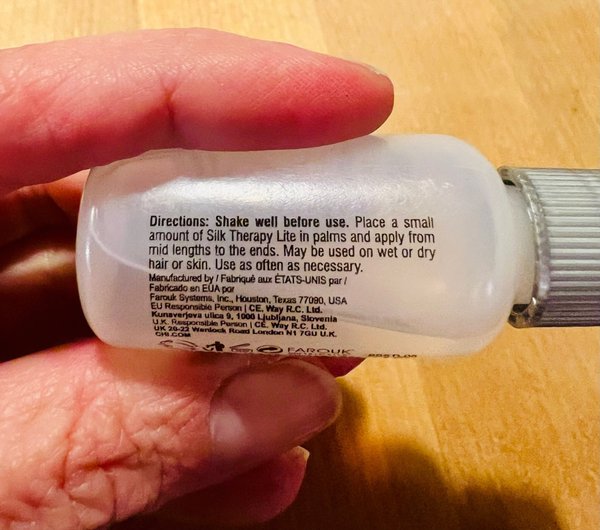 Directions: Shake well before use. Place a small
amount of Silk Therapy Lite in palms and apply from
mid lengths to the ends. May be used on wet or dry
hair or skin. Use as often as necessary.
Manufactured by / Fabriqué aux ÉTATS-UNIS par /
Fabricado en EUA por
Farouk Systems, Inc., Houston, Texas 77090, USA
EU Responsible Person | CE. Way R.C. Ltd.
Kunaverjeva ulica 9, 1000 Ljubljana, Slovenia
U.K. Responsible Person | CE. Way R.C. Ltd.
UK 20-22 Wenlock Road London N1 7GU U.K.
CHI.COM
FAROUK